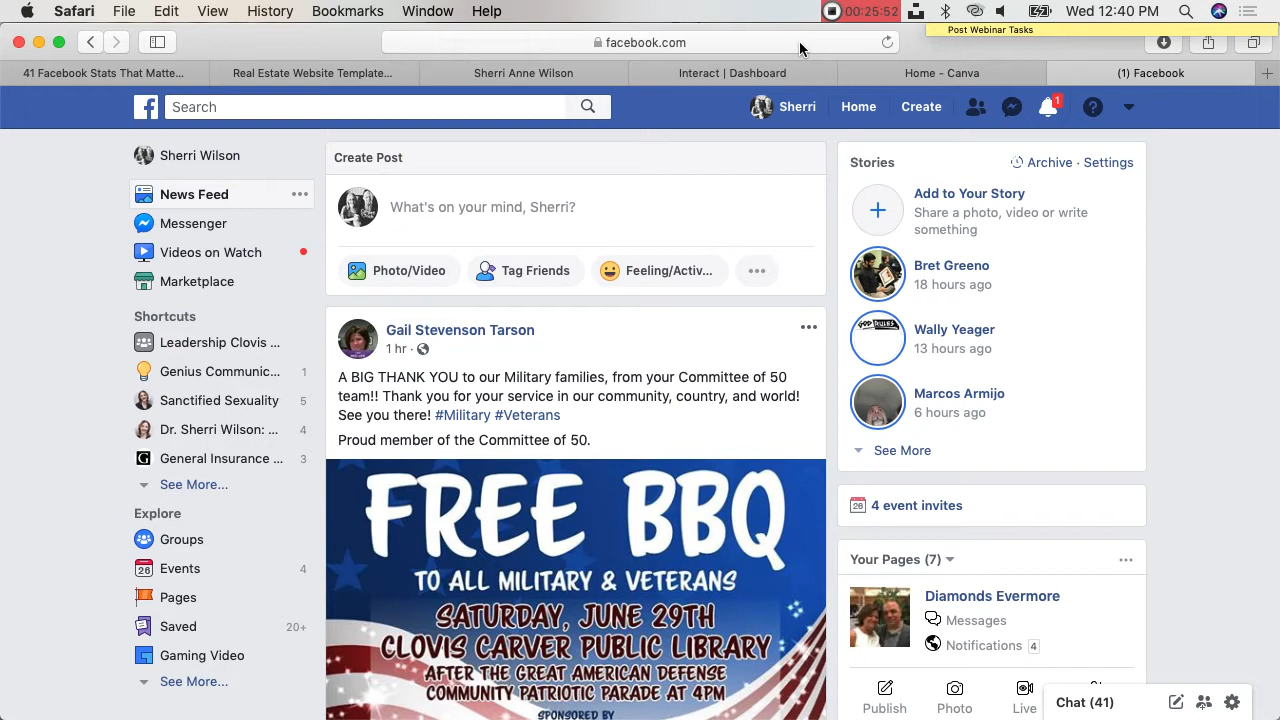 Safari File Edit View History Bookmarks Window Help 00:25:52 Wed 12:40 PM
Post Webinar Tasks
facebook.com
41 Facebook Stats That Matte... Real Estate Website Template... Sherri Anne Wilson Interact | Dashboard Home - Canva (1) Facebook
Search
Sherri Home Create 1
Sherri Wilson
News Feed
Messenger
Videos on Watch
Marketplace
Shortcuts
Leadership Clovis ...
Genius Communic... 1
Sanctified Sexuality 5
Dr. Sherri Wilson: ... 4
General Insurance ... 3
See More...
Explore
Groups
Events 4
Pages
Saved 20+
Gaming Video
See More...
Create Post
What's on your mind, Sherri?
Photo/Video Tag Friends Feeling/Activ...
Gail Stevenson Tarson
1 hr ·
A BIG THANK YOU to our Military families, from your Committee of 50
team!! Thank you for your service in our community, country, and world!
See you there! #Military #Veterans
Proud member of the Committee of 50.
FREE BBQ
TO ALL MILITARY & VETERANS
SATURDAY, JUNE 29TH
CLOVIS CARVER PUBLIC LIBRARY
AFTER THE GREAT AMERICAN DEFENSE
COMMUNITY PATRIOTIC PARADE AT 4PM
SPONSORED BY
Stories Archive · Settings
Add to Your Story
Share a photo, video or write
something
Bret Greeno
18 hours ago
Wally Yeager
13 hours ago
Marcos Armijo
6 hours ago
See More
26 4 event invites
Your Pages (7)
Diamonds Evermore
Messages
Notifications 4
Publish Photo Live
Chat (41)